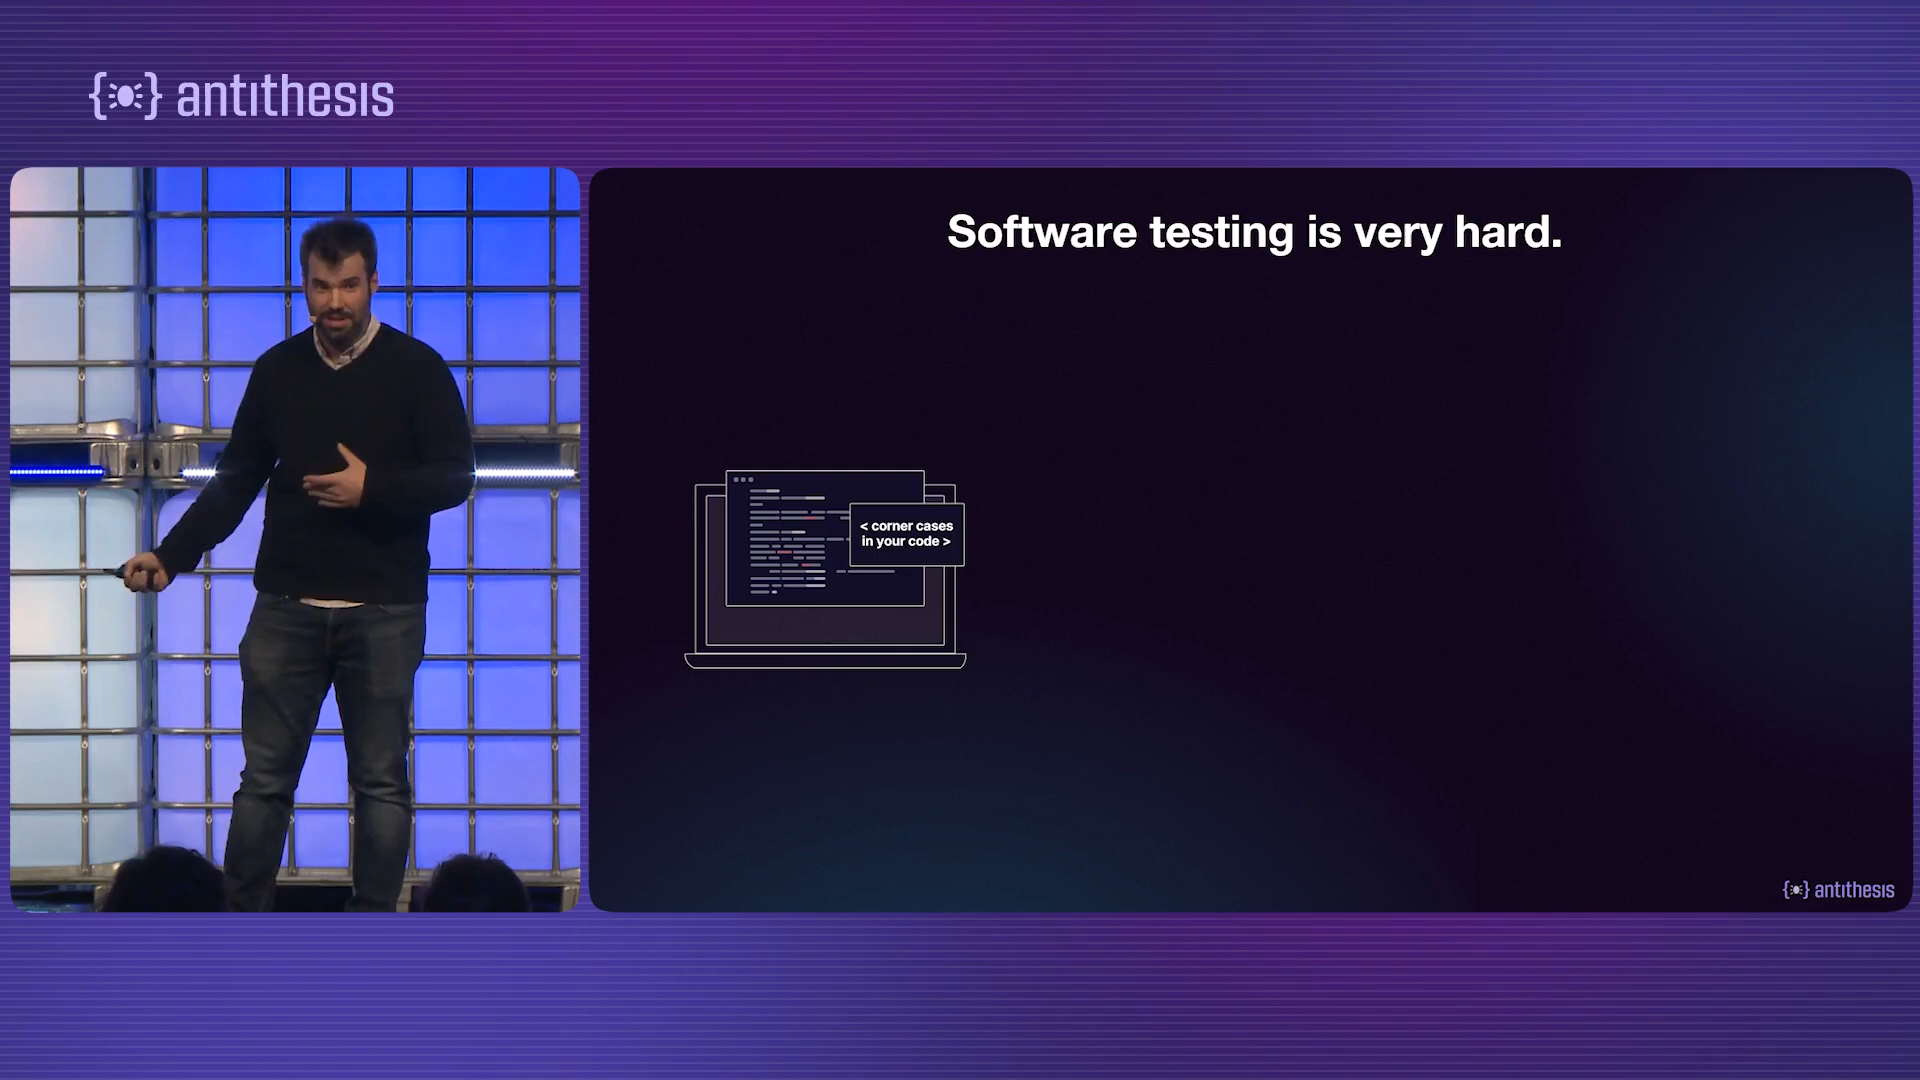 { } antithesis
Software testing is very hard.
< corner cases
in your code >
{ } antithesis